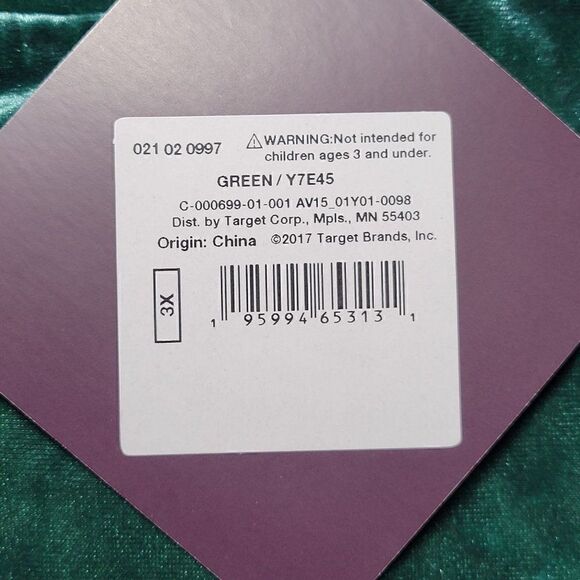 021 02 0997
⚠WARNING:Not intended for
children ages 3 and under.
GREEN / Y7E45
C-000699-01-001 AV15_01Y01-0098
Dist. by Target Corp., Mpls., MN 55403
Origin: China ©2017 Target Brands, Inc.
3X
1 95994 65313 1